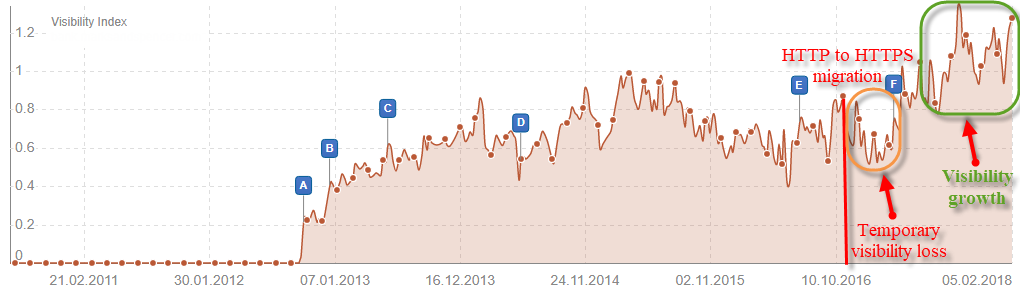 Visibility Index
1.2
1
0.8
0.6
0.4
0.2
0
A
B
C
D
E
F
HTTP to HTTPS
migration
Visibility
growth
Temporary
visibility loss
21.02.2011
30.01.2012
07.01.2013
16.12.2013
24.11.2014
02.11.2015
10.10.2016
05.02.2018